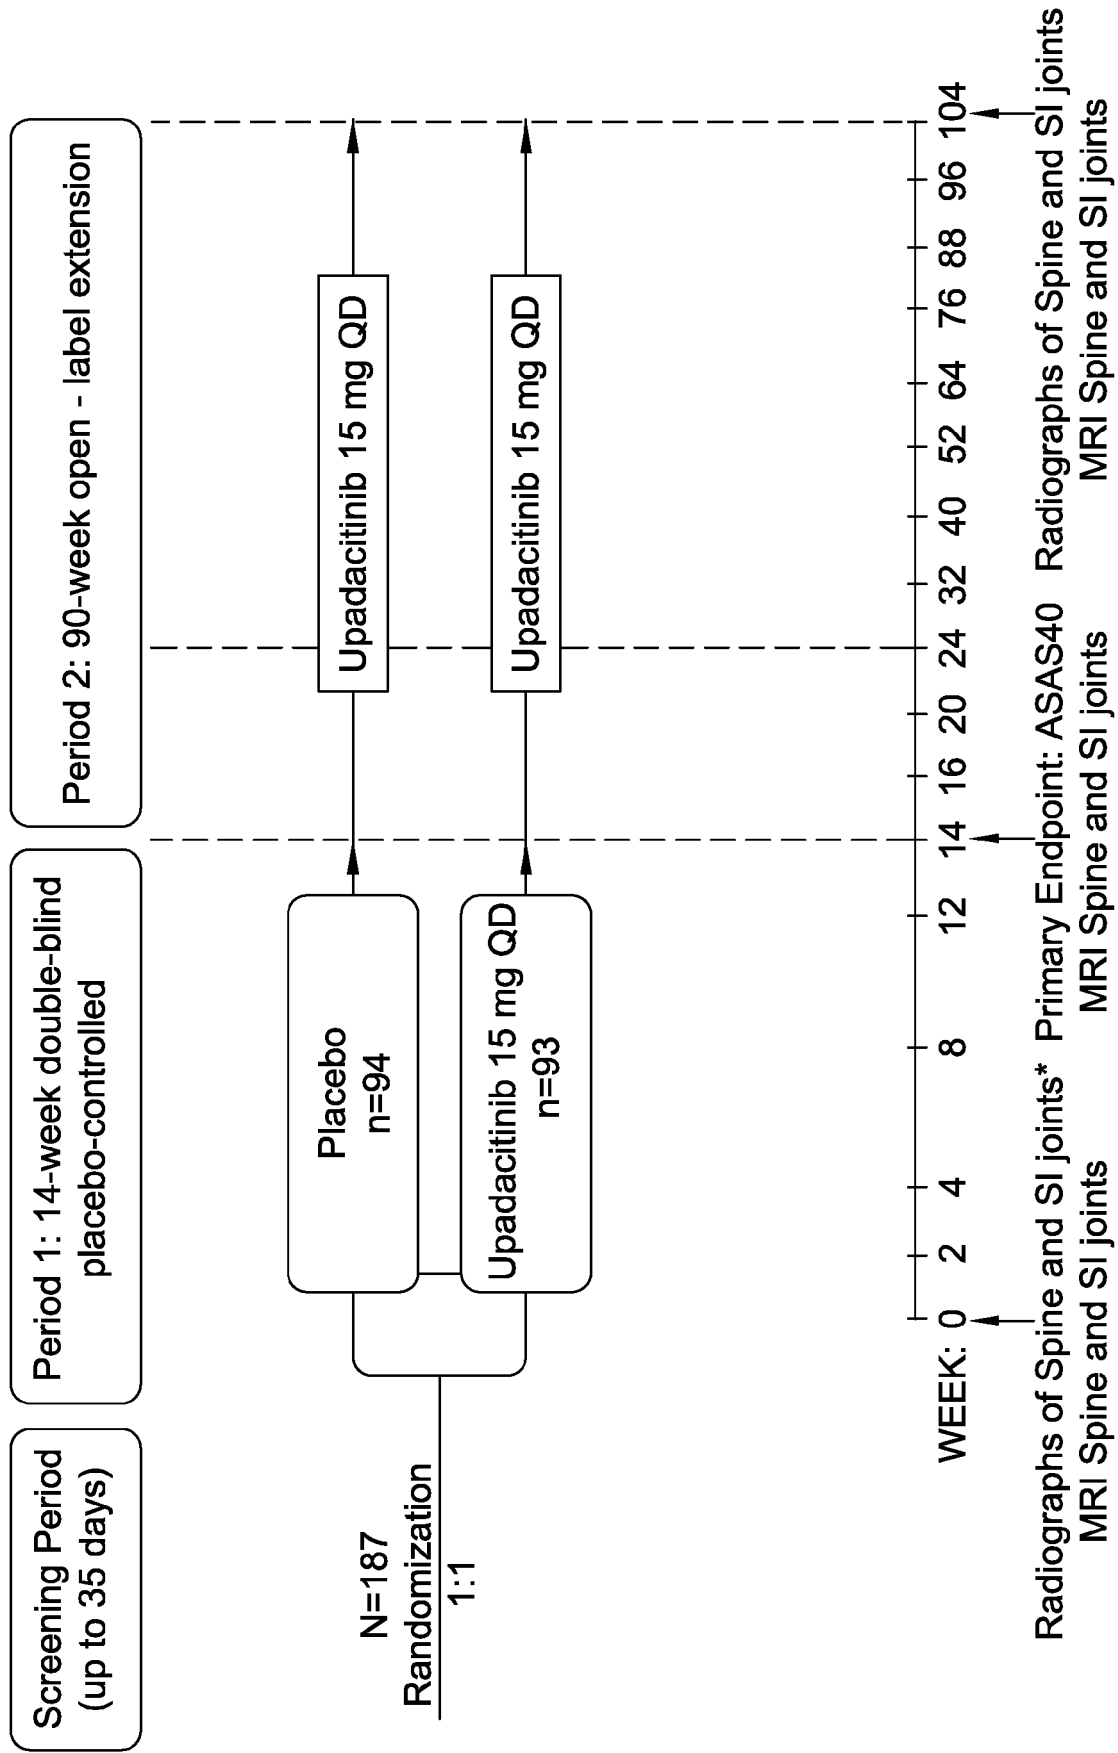 Screening Period
(up to 35 days)
Period 1: 14-week double-blind
placebo-controlled
Period 2: 90-week open - label extension
N=187
Randomization
1:1
Placebo
n=94
Upadacitinib 15 mg QD
Upadacitinib 15 mg QD
n=93
Upadacitinib 15 mg QD
WEEK: 0 2 4 8 12 14 16 20 24 32 40 52 64 76 88 96 104
Radiographs of Spine and SI joints*
MRI Spine and SI joints
Primary Endpoint: ASAS40
MRI Spine and SI joints
Radiographs of Spine and SI joints
MRI Spine and SI joints